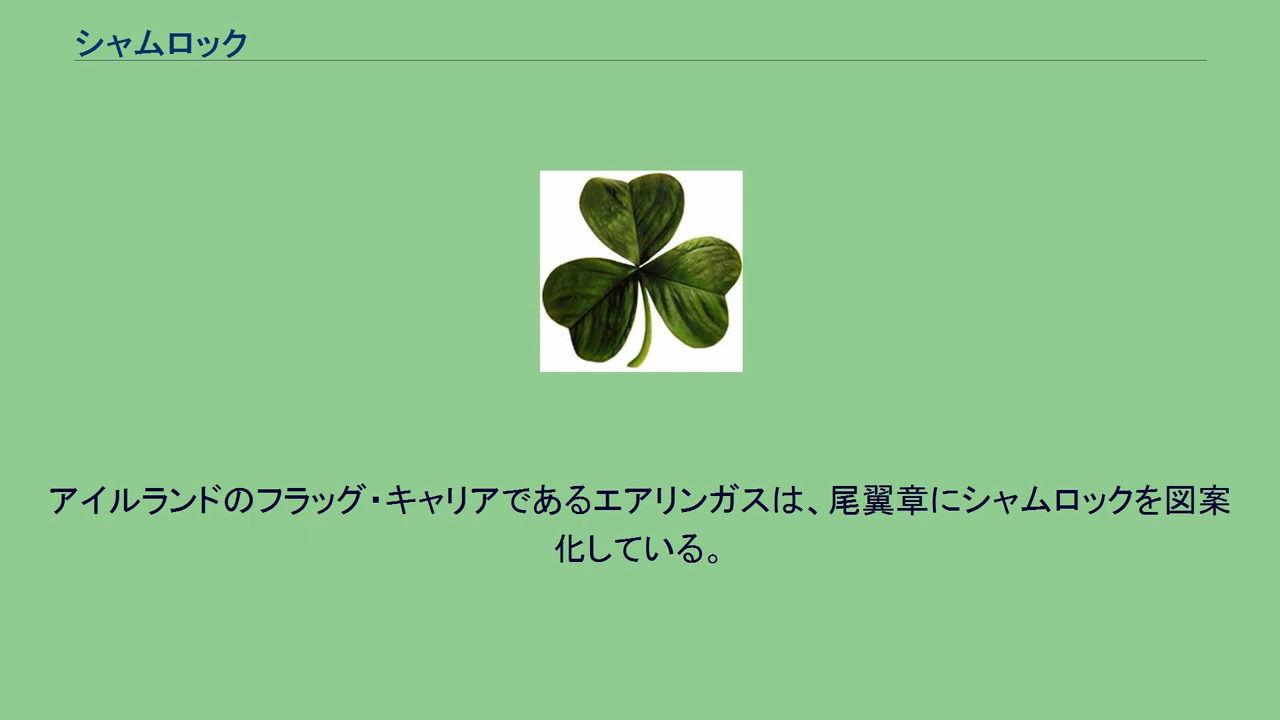 シャムロック
アイルランドのフラッグ・キャリアであるエアリンガスは、尾翼章にシャムロックを図案
化している。